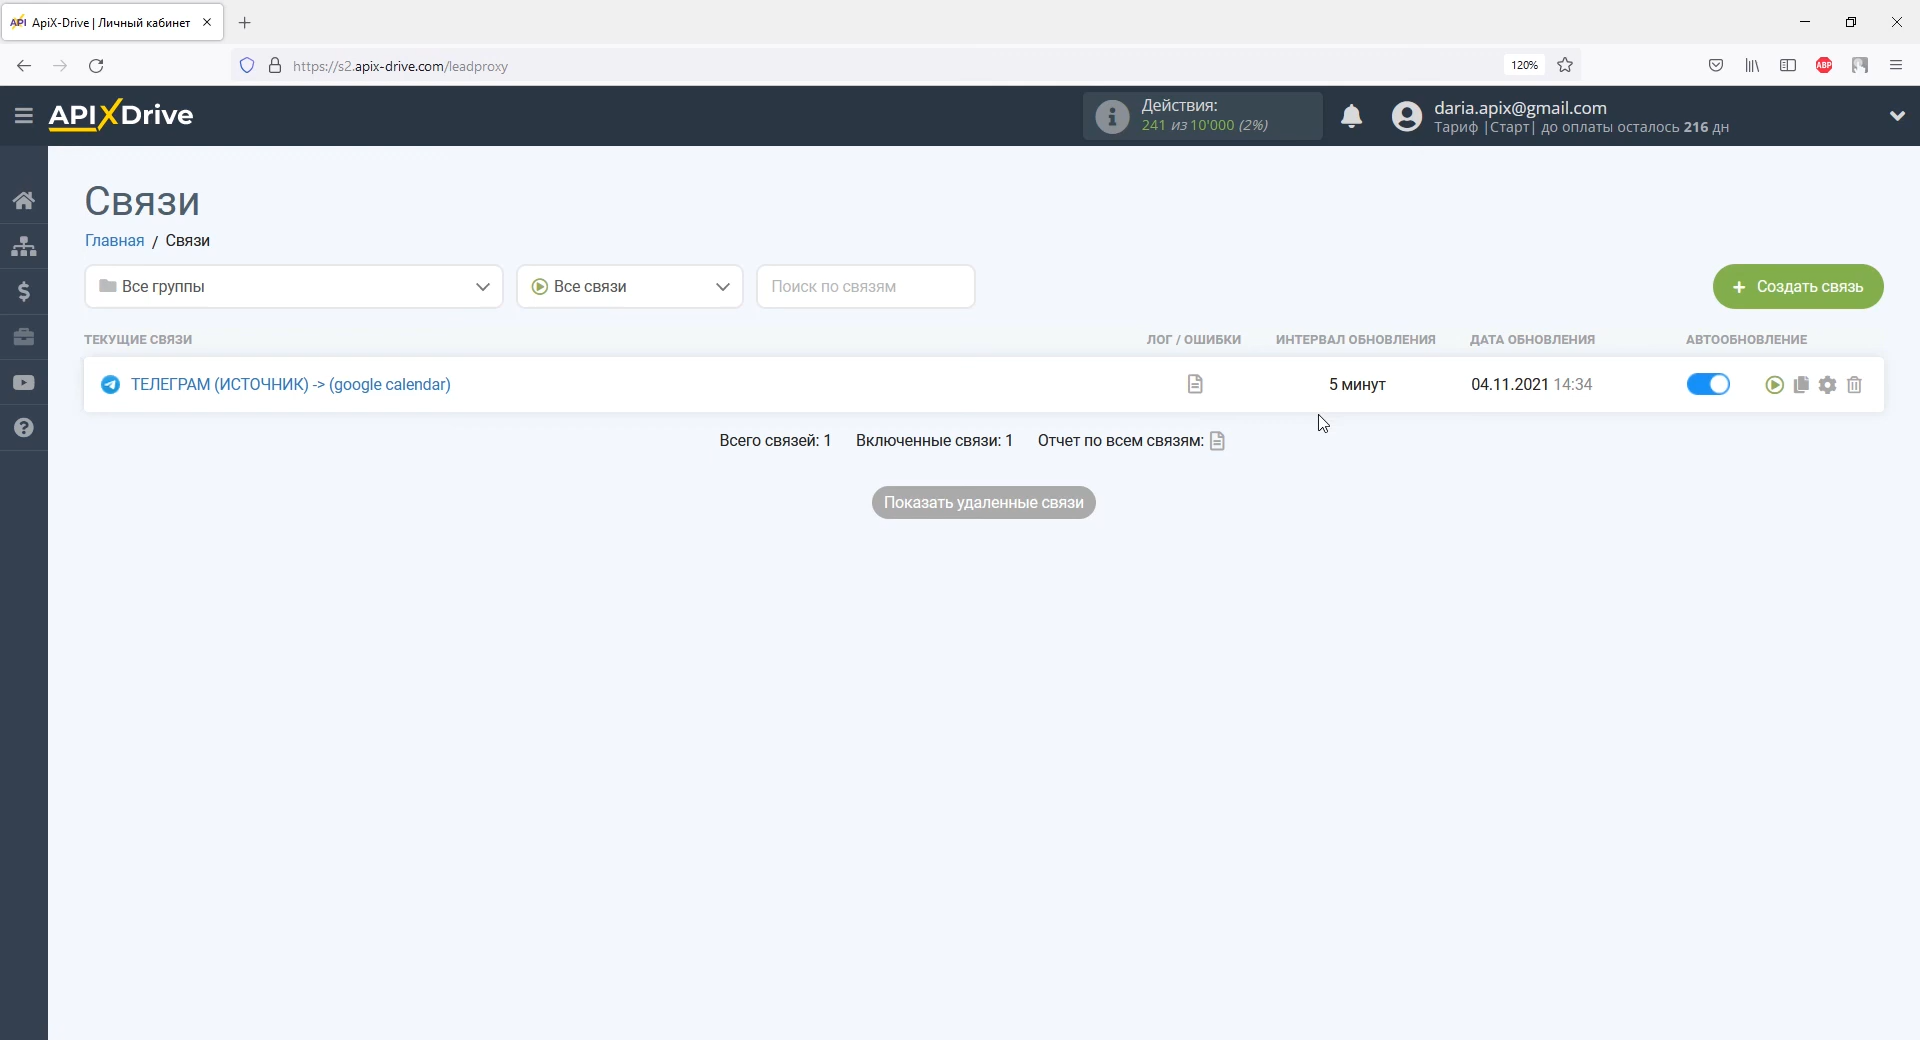 ApiX-Drive | Личный кабинет
https://s2.apix-drive.com/leadproxy
120%
ABP
APIXDrive
Действия:
241 из 10'000 (2%)
daria.apix@gmail.com
Тариф |Старт| до оплаты осталось 216 дн
Связи
Главная / Связи
Все группы
Все связи
Поиск по связям
+ Создать связь
ТЕКУЩИЕ СВЯЗИ
ЛОГ / ОШИБКИ
ИНТЕРВАЛ ОБНОВЛЕНИЯ
ДАТА ОБНОВЛЕНИЯ
АВТООБНОВЛЕНИЕ
ТЕЛЕГРАМ (ИСТОЧНИК) -> (google calendar)
5 минут
04.11.2021 14:34
Всего связей: 1 Включенные связи: 1 Отчет по всем связям:
Показать удаленные связи